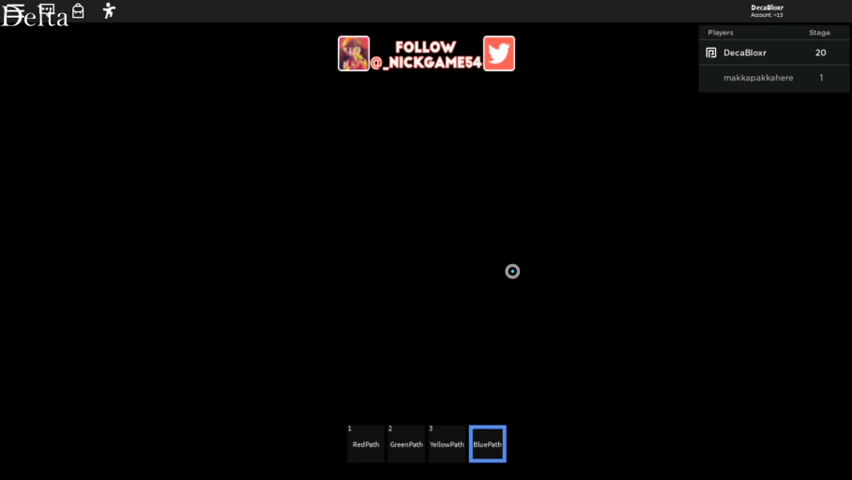 Delta
DecaBloxr
Account: <13
FOLLOW
@_NICKGAME54
Players Stage
DecaBloxr 20
makkapakkahere 1
1 2 3
RedPath GreenPath YellowPath BluePath